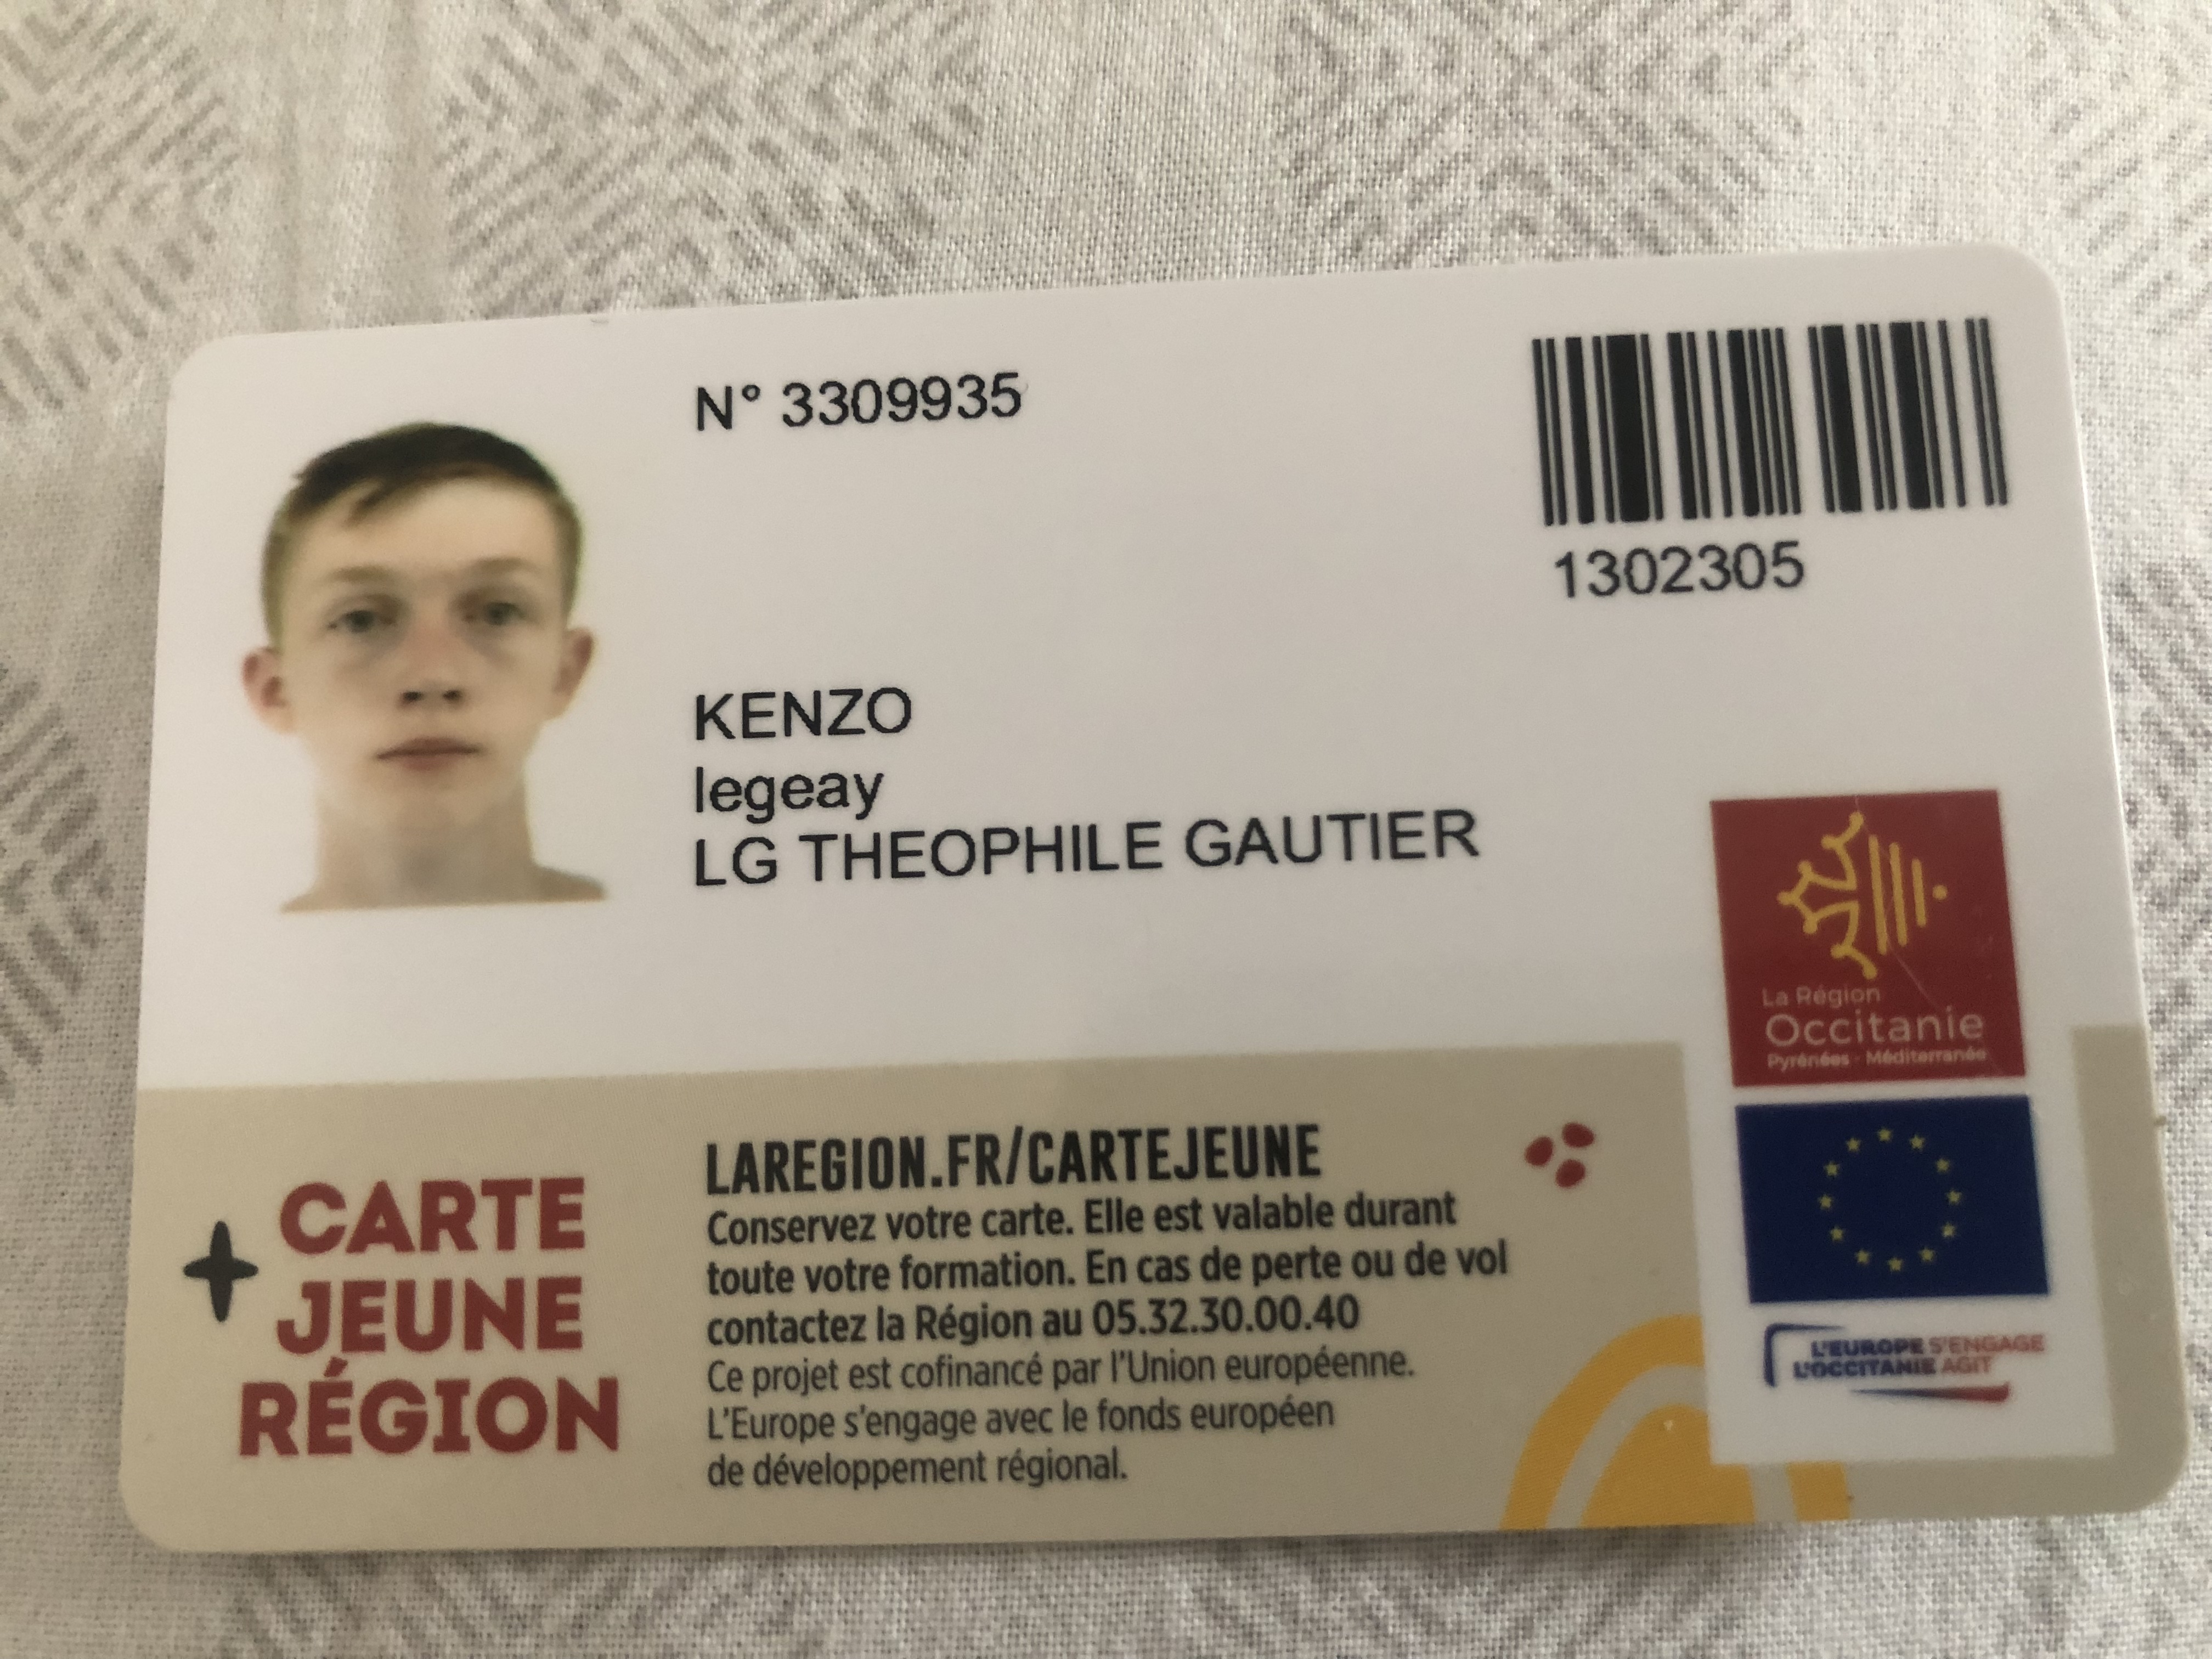 N° 3309935
1302305
KENZO
legeay
LG THEOPHILE GAUTIER
La Région
Occitanie
Pyrénées - Méditerranée
CARTE
JEUNE
RÉGION
LAREGION.FR/CARTEJEUNE
Conservez votre carte. Elle est valable durant
toute votre formation. En cas de perte ou de vol
contactez la Région au 05.32.30.00.40
Ce projet est cofinancé par l'Union européenne.
L'Europe s'engage avec le fonds européen
de développement régional.
L'EUROPE S'ENGAGE
L'OCCITANIE AGIT